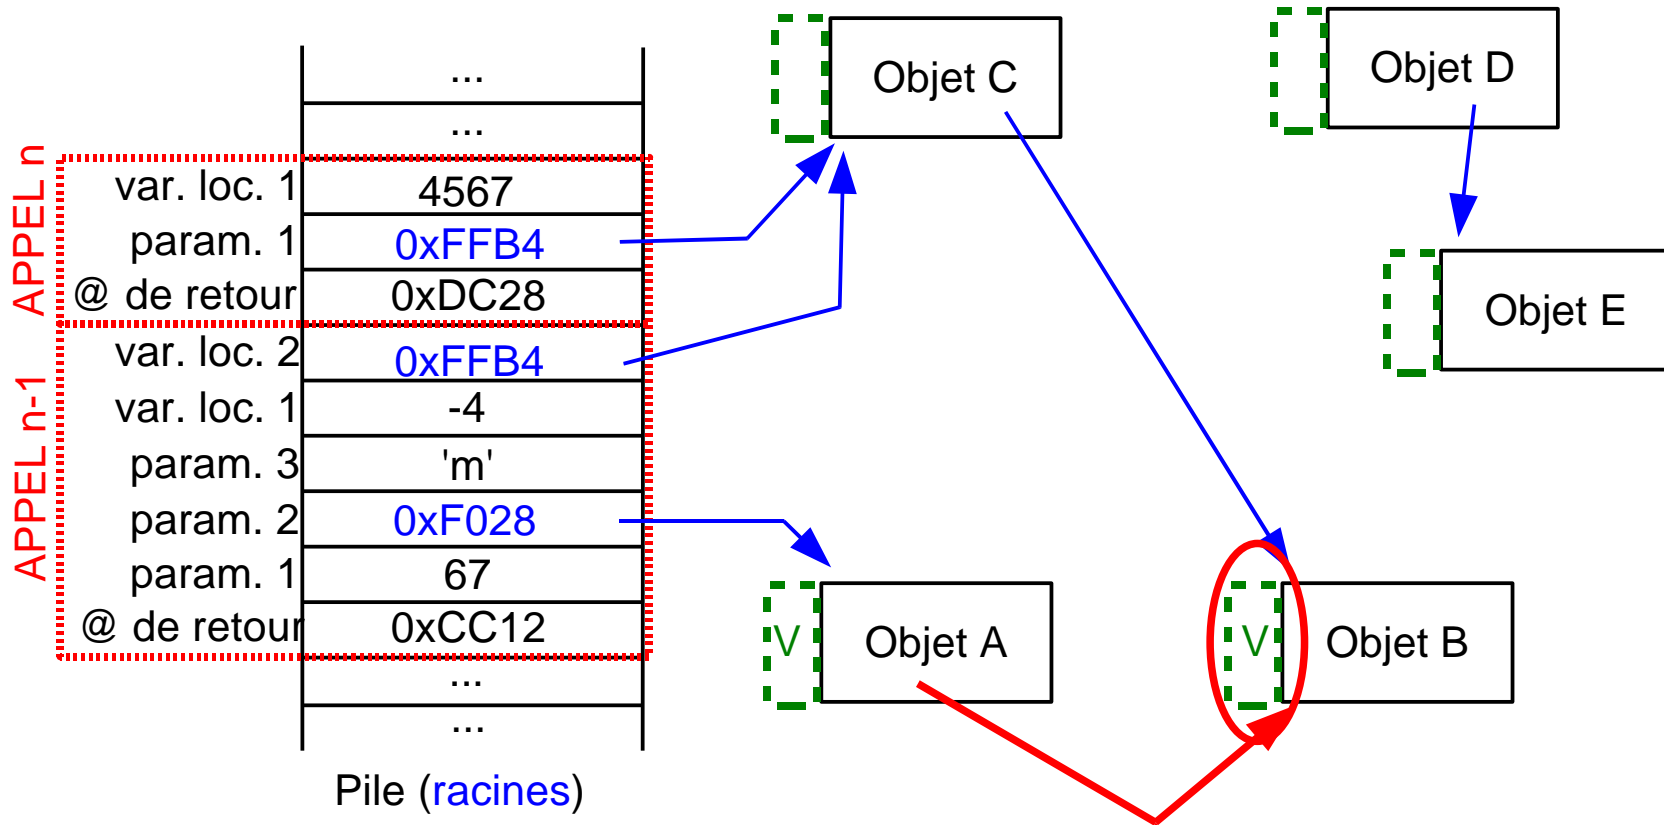 ...
...
APPEL n
var. loc. 1 4567
param. 1 0xFFB4
@ de retour 0xDC28
APPEL n-1
var. loc. 2 0xFFB4
var. loc. 1 -4
param. 3 'm'
param. 2 0xF028
param. 1 67
@ de retour 0xCC12
...
...
Pile (racines)
Objet C
Objet D
Objet E
V Objet A
V Objet B